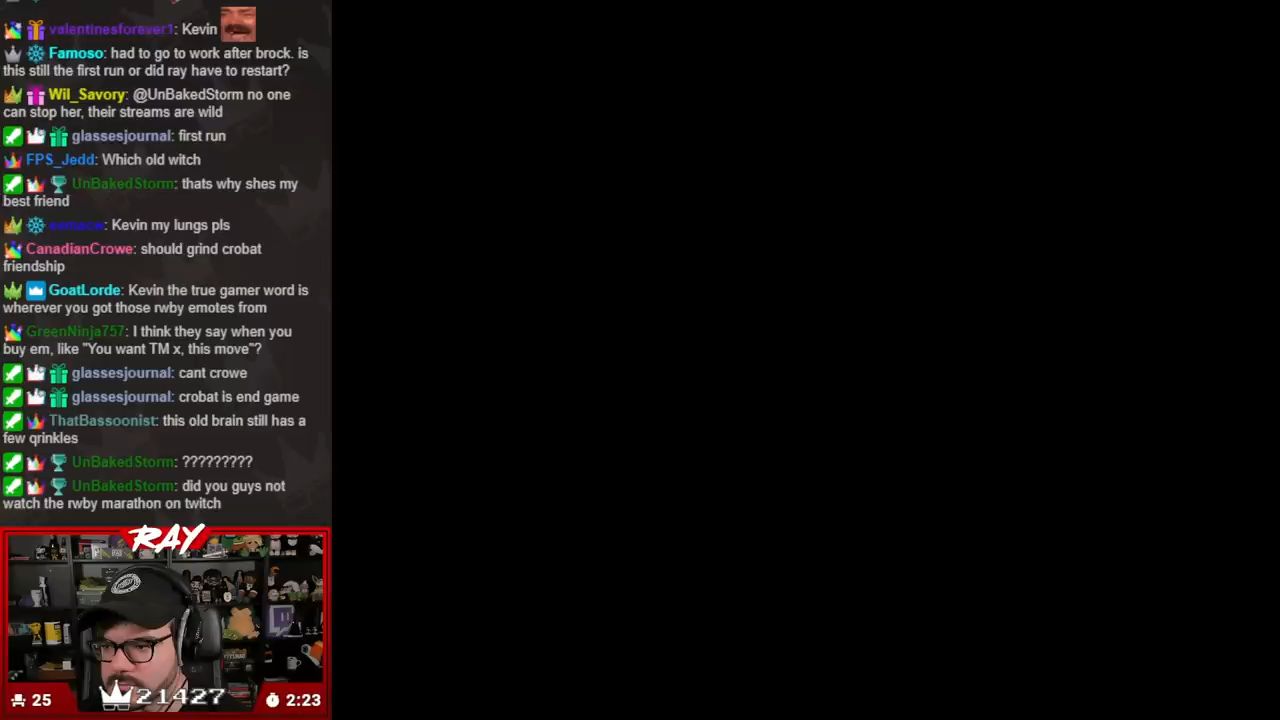 valentinesforever1: Kevin
Famoso: had to go to work after brock. is
this still the first run or did ray have to restart?
Wil_Savory: @UnBakedStorm no one
can stop her, their streams are wild
glassesjournal: first run
FPS_Jedd: Which old witch
UnBakedStorm: thats why shes my
best friend
: Kevin my lungs pls
CanadianCrowe: should grind crobat
friendship
GoatLorde: Kevin the true gamer word is
wherever you got those rwby emotes from
GreenNinja757: I think they say when you
buy em, like "You want TM x, this move"?
glassesjournal: cant crowe
glassesjournal: crobat is end game
ThatBassoonist: this old brain still has a
few qrinkles
UnBakedStorm: ?????????
UnBakedStorm: did you guys not
watch the rwby marathon on twitch
RAY
25
21427
2:23